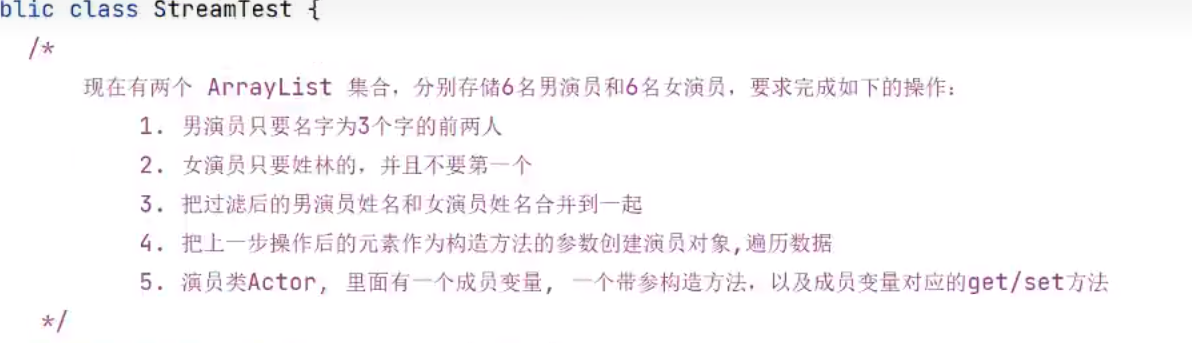 blic class StreamTest {
/*
现在有两个 ArrayList 集合，分别存储6名男演员和6名女演员，要求完成如下的操作：
1. 男演员只要名字为3个字的前两人
2. 女演员只要姓林的，并且不要第一个
3. 把过滤后的男演员姓名和女演员姓名合并到一起
4. 把上一步操作后的元素作为构造方法的参数创建演员对象,遍历数据
5. 演员类Actor, 里面有一个成员变量, 一个带参构造方法，以及成员变量对应的get/set方法
*/